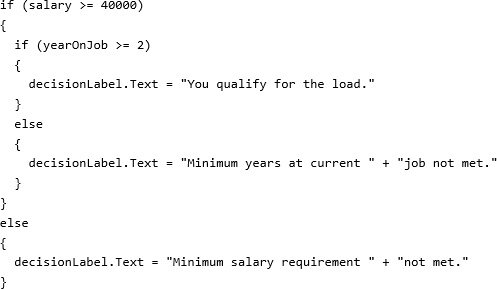 if (salary >= 40000)
{
  if (yearOnJob >= 2)
  {
    decisionLabel.Text = "You qualify for the load."
  }
  else
  {
    decisionLabel.Text = "Minimum years at current " + "job not met."
  }
}
else
{
  decisionLabel.Text = "Minimum salary requirement " + "not met."
}